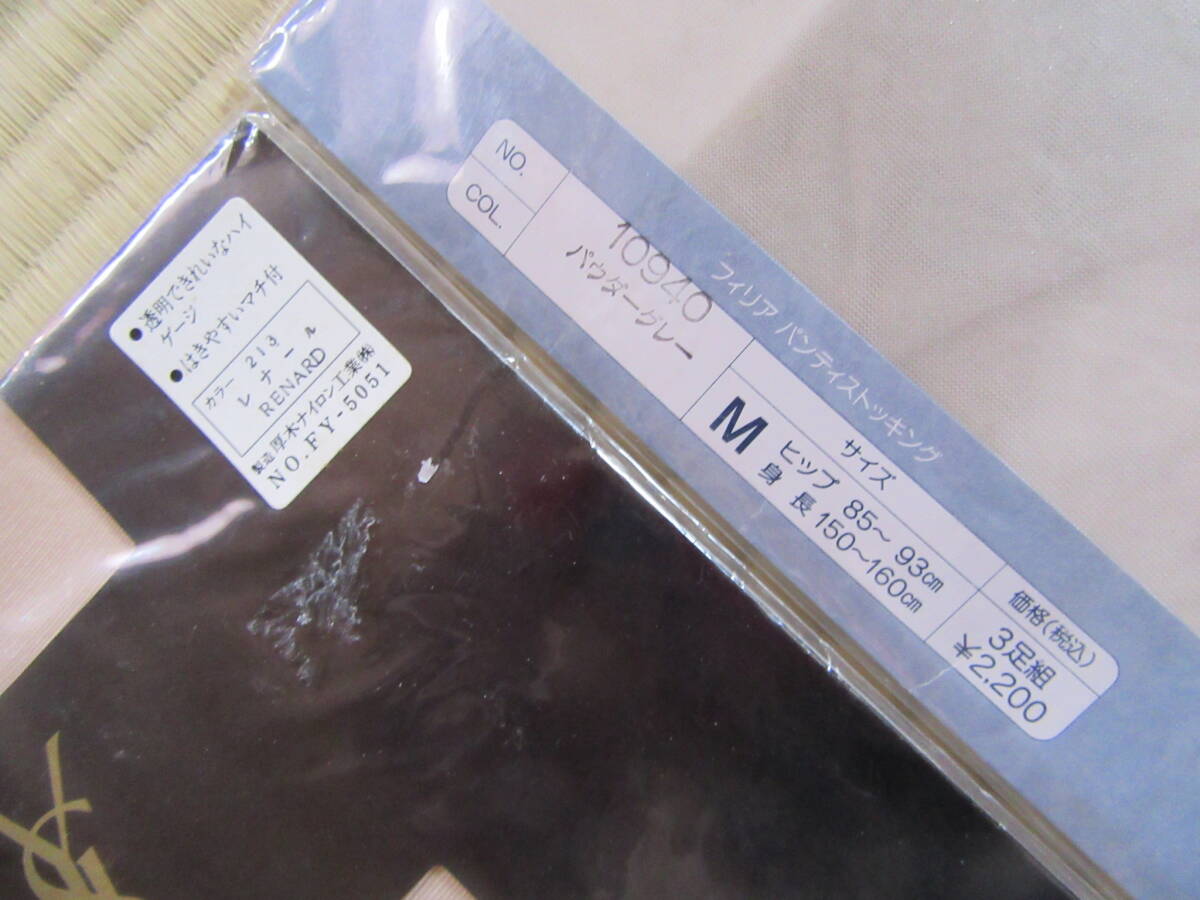 ●透明できれいなハイ
ゲージ
●はきやすいマチ付
カラー 213
レナール
RENARD
製造 厚木ナイロン工業㈱
NO.FY-5051
フィリア パンティストッキング
NO. 10940
COL. パウダーグレー
サイズ
M ヒップ 85～93㎝
身長 150～160㎝
価格(税込)
3足組
¥2,200